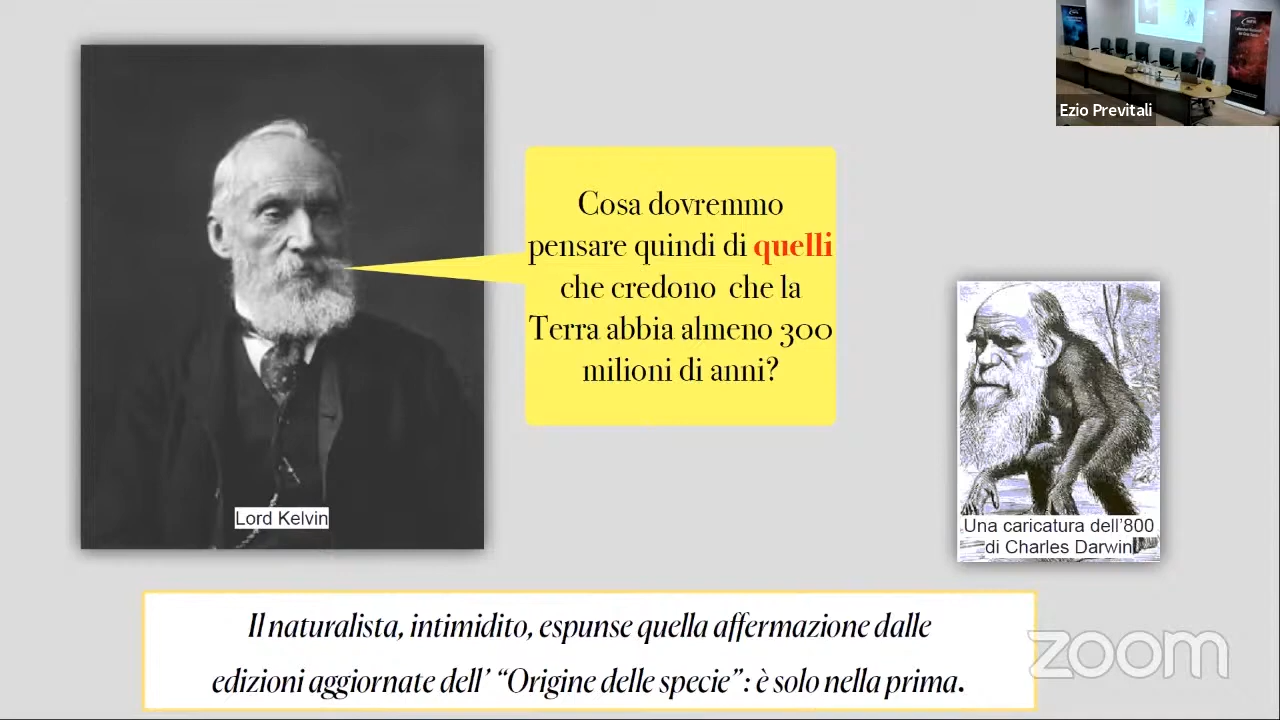 Ezio Previtali
Cosa dovremmo
pensare quindi di quelli
che credono che la
Terra abbia almeno 300
milioni di anni?
Lord Kelvin
Una caricatura dell'800
di Charles Darwin
Il naturalista, intimidito, espunse quella affermazione dalle
edizioni aggiornate dell’ “Origine delle specie”: è solo nella prima.
zoom